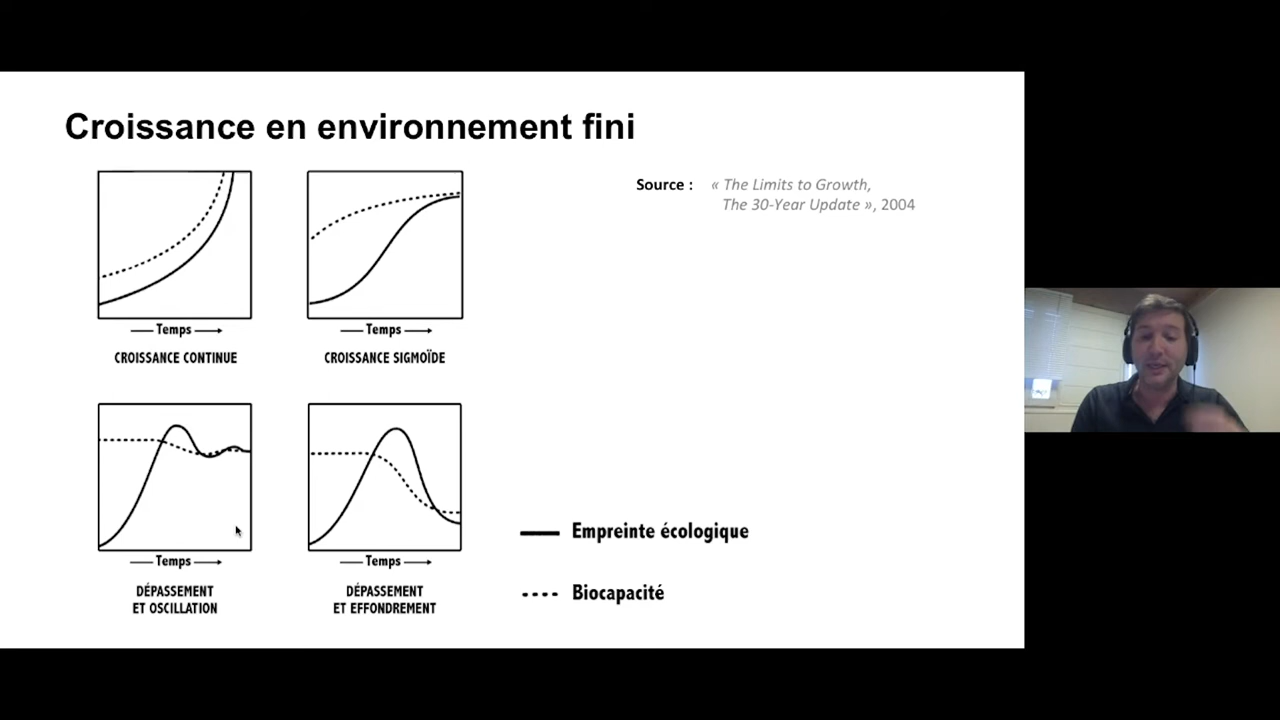 Croissance en environnement fini
Source : « The Limits to Growth,
The 30-Year Update », 2004
Temps
CROISSANCE CONTINUE
Temps
CROISSANCE SIGMOÏDE
Temps
DÉPASSEMENT
ET OSCILLATION
Temps
DÉPASSEMENT
ET EFFONDREMENT
Empreinte écologique
Biocapacité